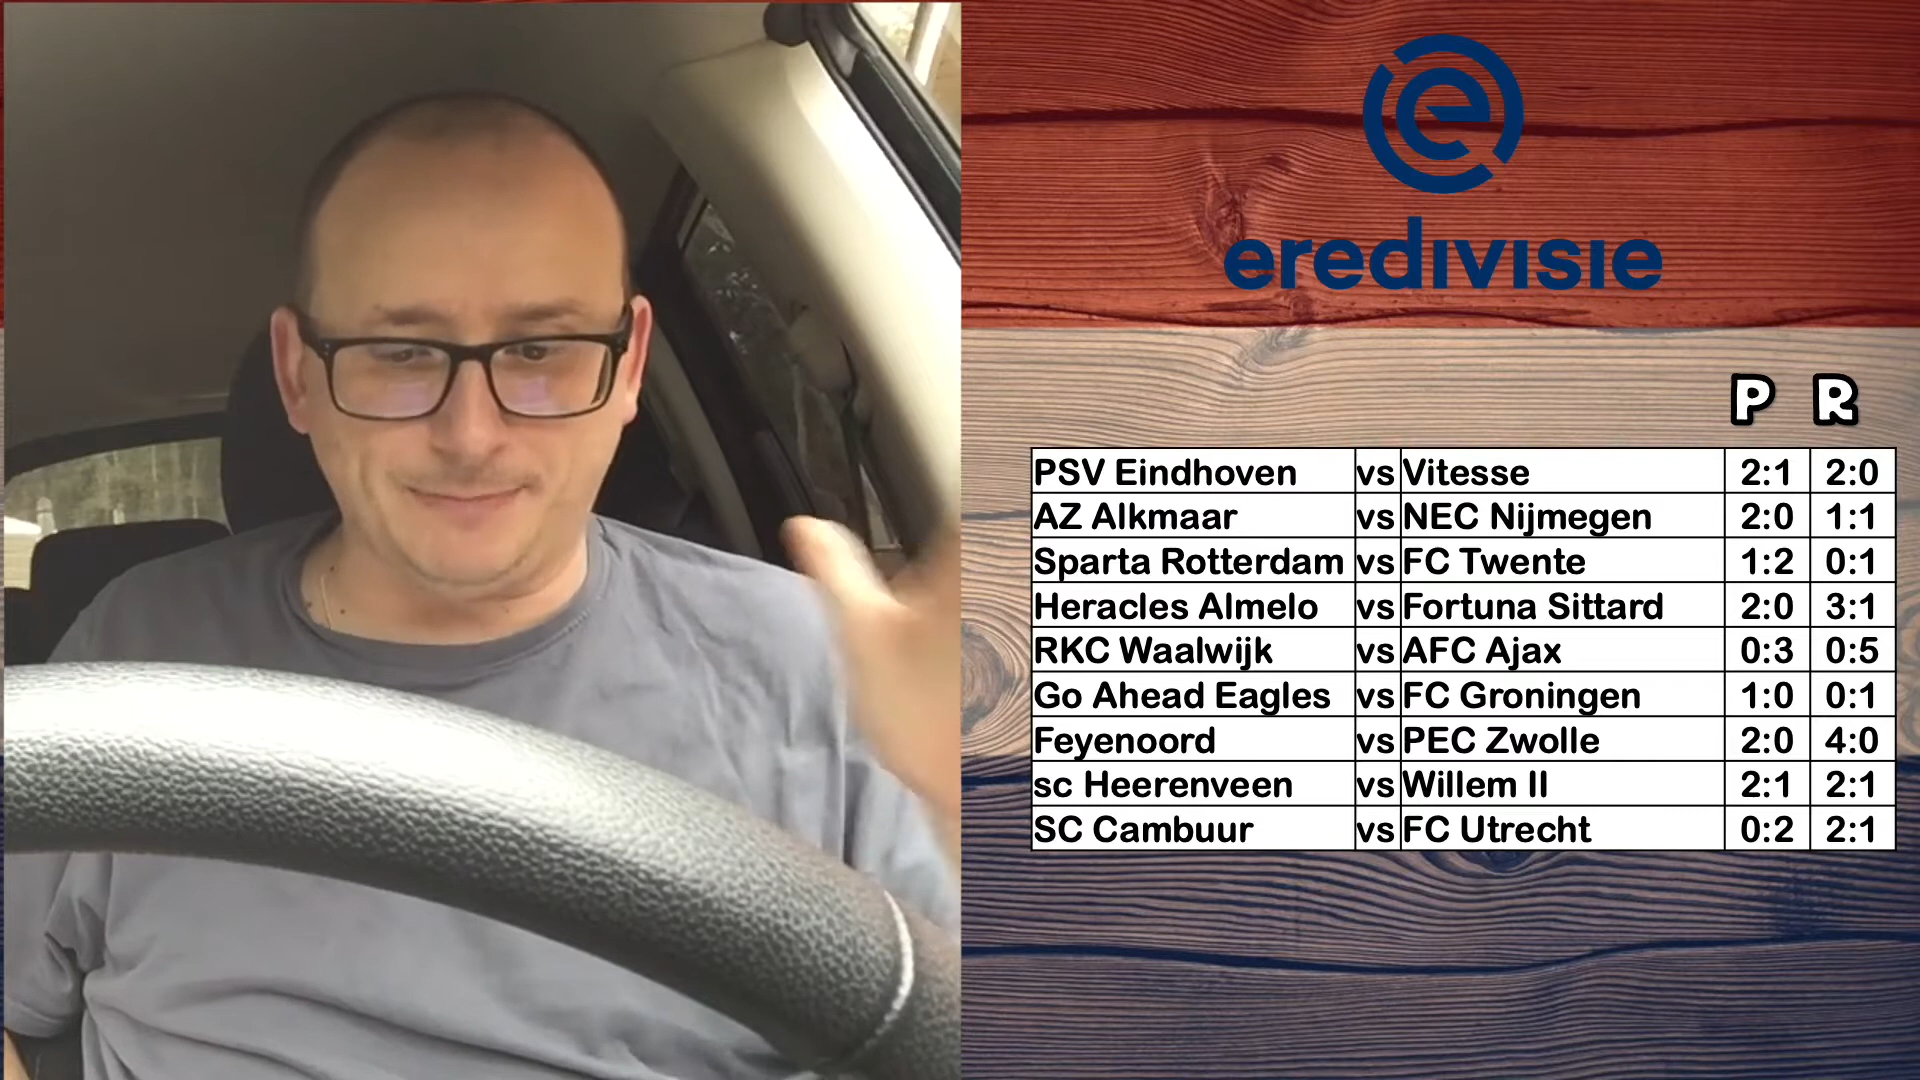 eredivisie
P R
PSV Eindhoven vs Vitesse 2:1 2:0
AZ Alkmaar vs NEC Nijmegen 2:0 1:1
Sparta Rotterdam vs FC Twente 1:2 0:1
Heracles Almelo vs Fortuna Sittard 2:0 3:1
RKC Waalwijk vs AFC Ajax 0:3 0:5
Go Ahead Eagles vs FC Groningen 1:0 0:1
Feyenoord vs PEC Zwolle 2:0 4:0
sc Heerenveen vs Willem II 2:1 2:1
SC Cambuur vs FC Utrecht 0:2 2:1